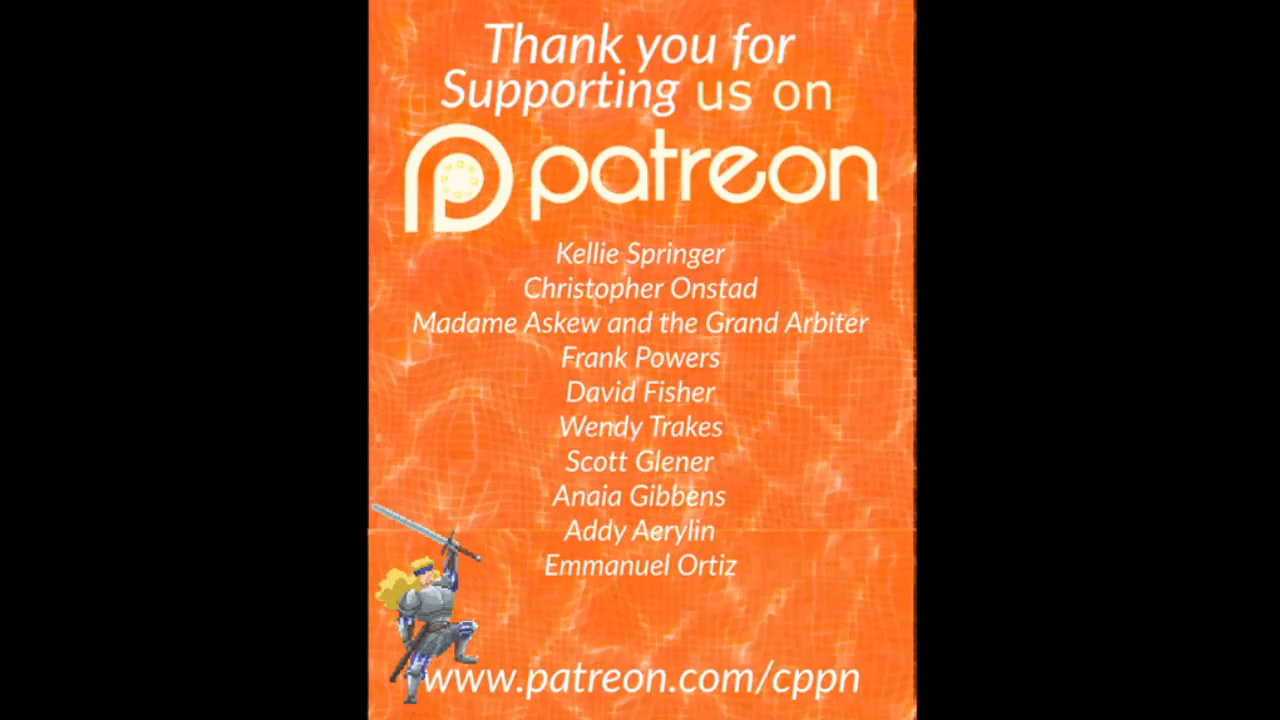 Thank you for
Supporting us on
patreon
Kellie Springer
Christopher Onstad
Madame Askew and the Grand Arbiter
Frank Powers
David Fisher
Wendy Trakes
Scott Glener
Anaia Gibbens
Addy Aerylin
Emmanuel Ortiz
www.patreon.com/cppn